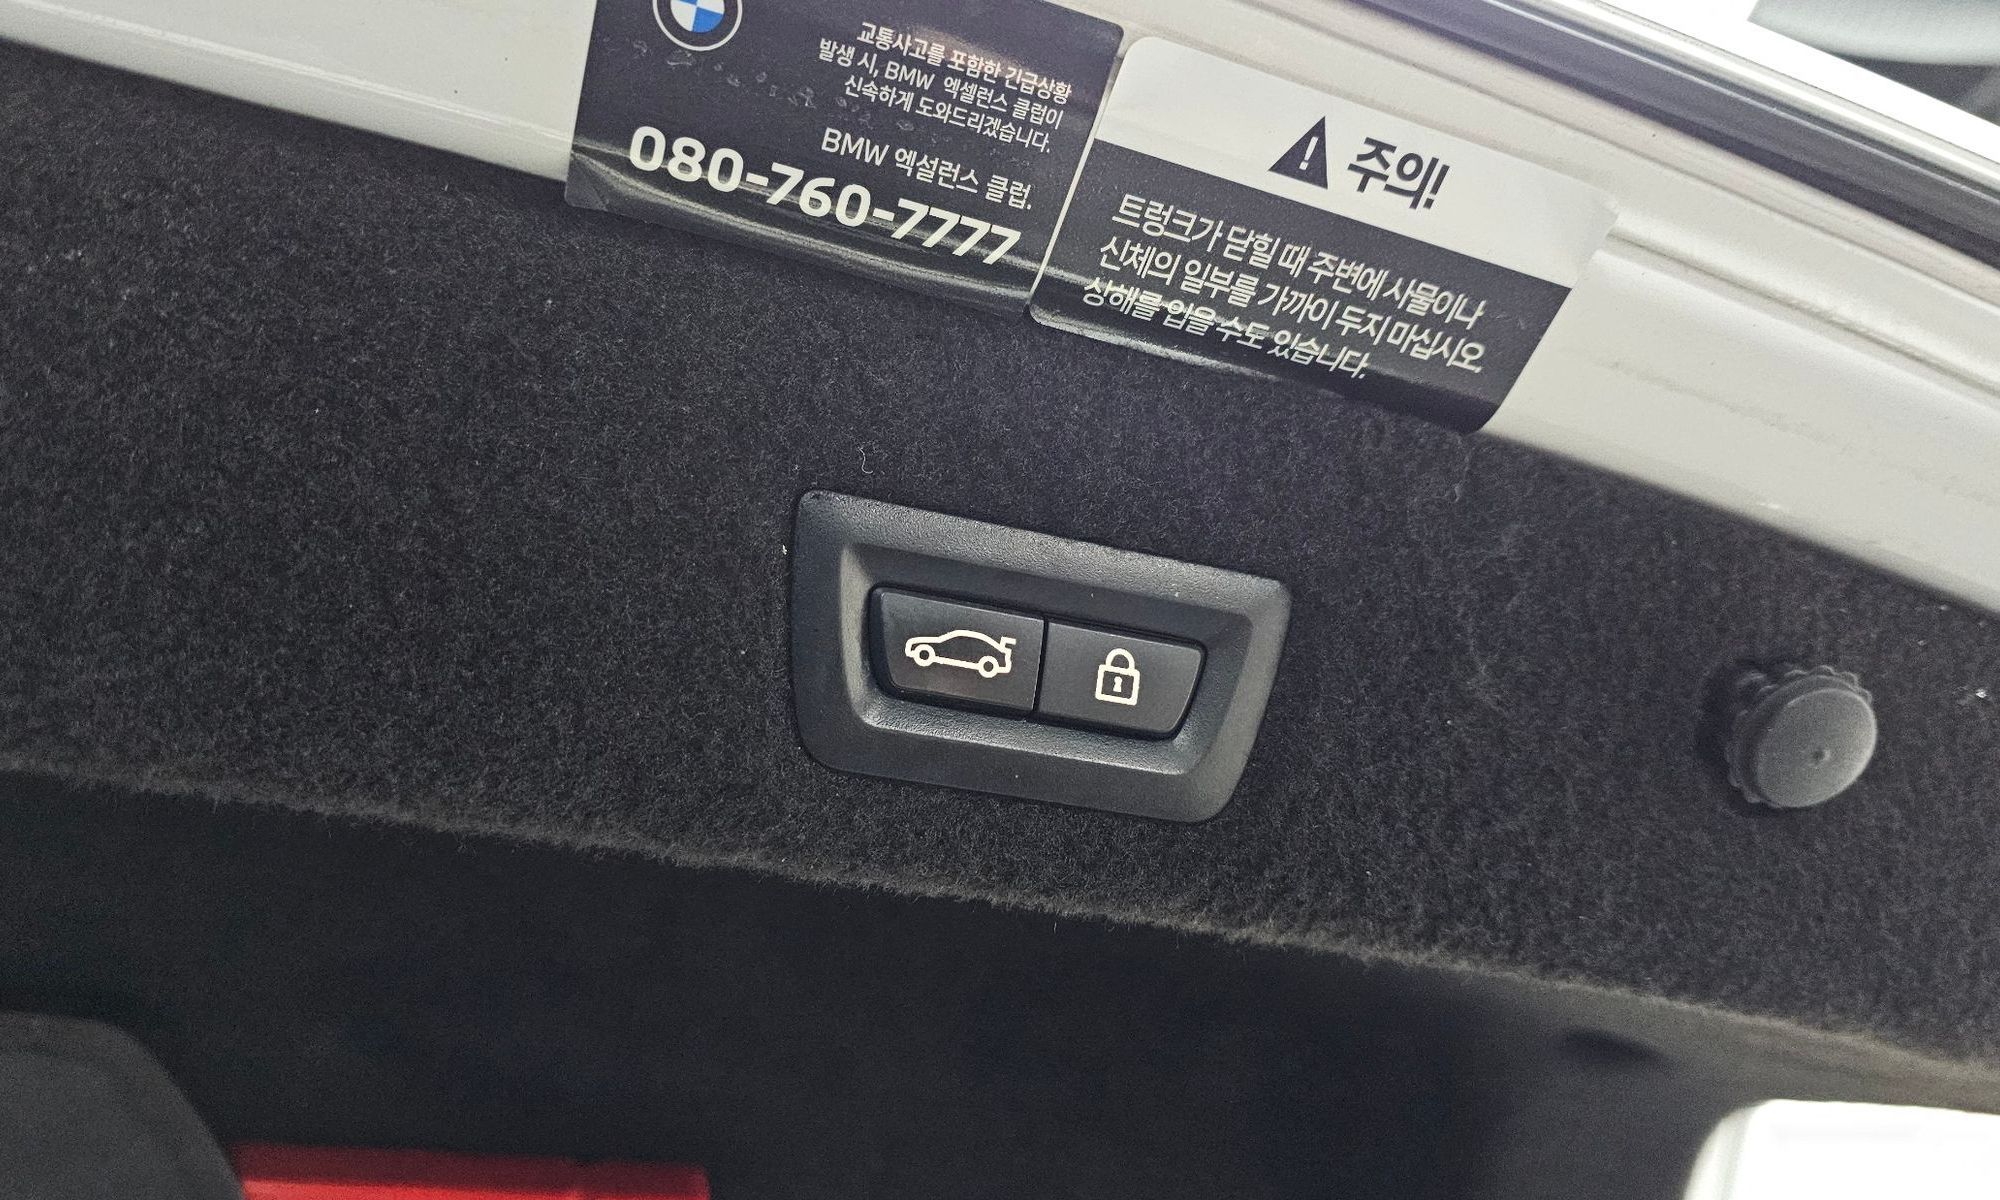 교통사고를 포함한 긴급상황
발생 시, BMW 엑셀런스 클럽이
신속하게 도와드리겠습니다.
BMW 엑설런스 클럽.
080-760-7777
주의!
트렁크가 닫힐 때 주변에 사물이나
신체의 일부를 가까이 두지 마십시오.
상해를 입을 수도 있습니다.